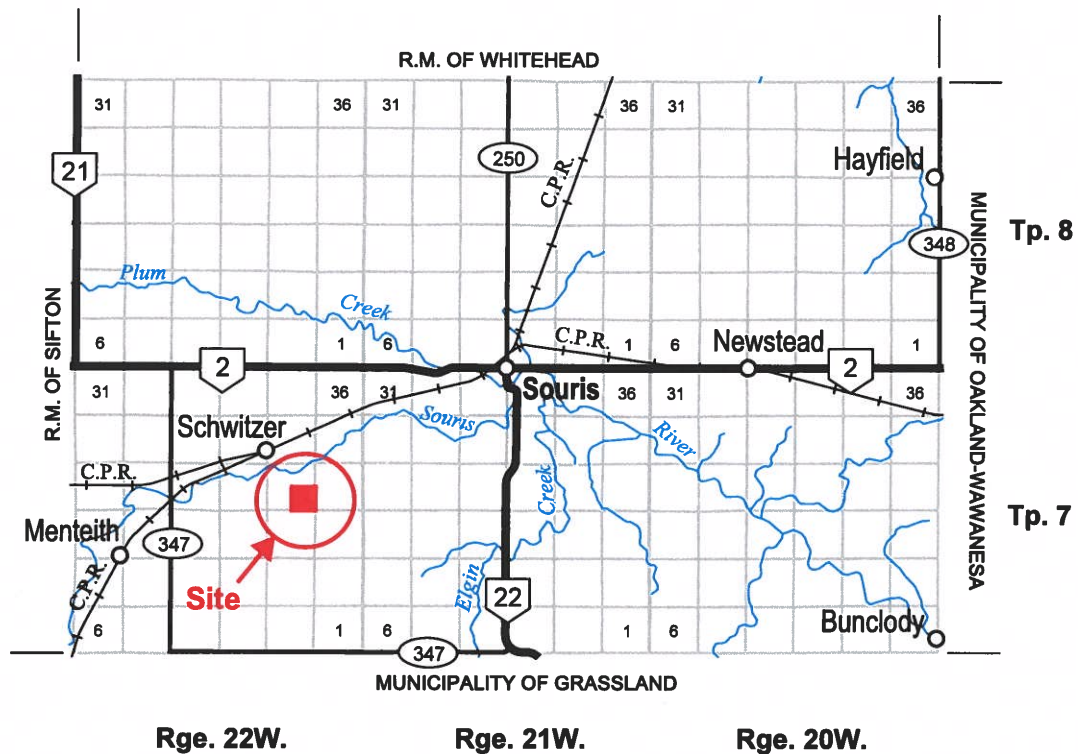 R.M. OF WHITEHEAD
31
36
31
36
31
36
21
250
C.P.R.
Hayfield
348
Tp. 8
MUNICIPALITY OF OAKLAND-WAWANESA
R.M. OF SIFTON
Plum
Creek
6
1
6
C.P.R.
1
6
Newstead
1
2
2
Souris
31
36
31
36
31
36
Schwitzer
Souris
River
C.P.R.
Creek
Menteith
347
Tp. 7
C.P.R.
Site
Elgin
22
Bunclody
6
1
6
1
6
347
MUNICIPALITY OF GRASSLAND
Rge. 22W.
Rge. 21W.
Rge. 20W.